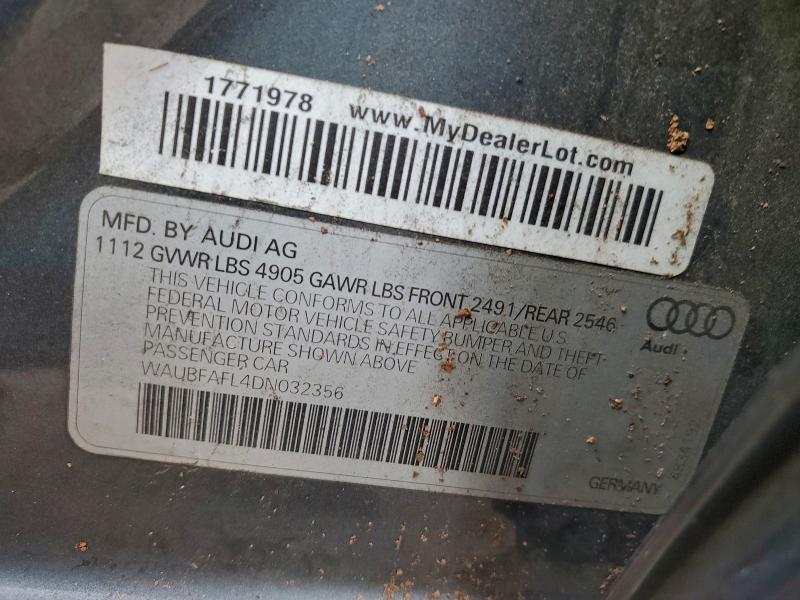 1771978 www.MyDealerLot.com
MFD. BY AUDI AG
1112 GVWR LBS 4905 GAWR LBS FRONT 2491/REAR 2546
THIS VEHICLE CONFORMS TO ALL APPLICABLE U.S.
FEDERAL MOTOR VEHICLE SAFETY, BUMPER, AND THEFT
PREVENTION STANDARDS IN EFFECT ON THE DATE OF
MANUFACTURE SHOWN ABOVE
PASSENGER CAR
WAUBFAFL4DN032356
Audi
GERMANY